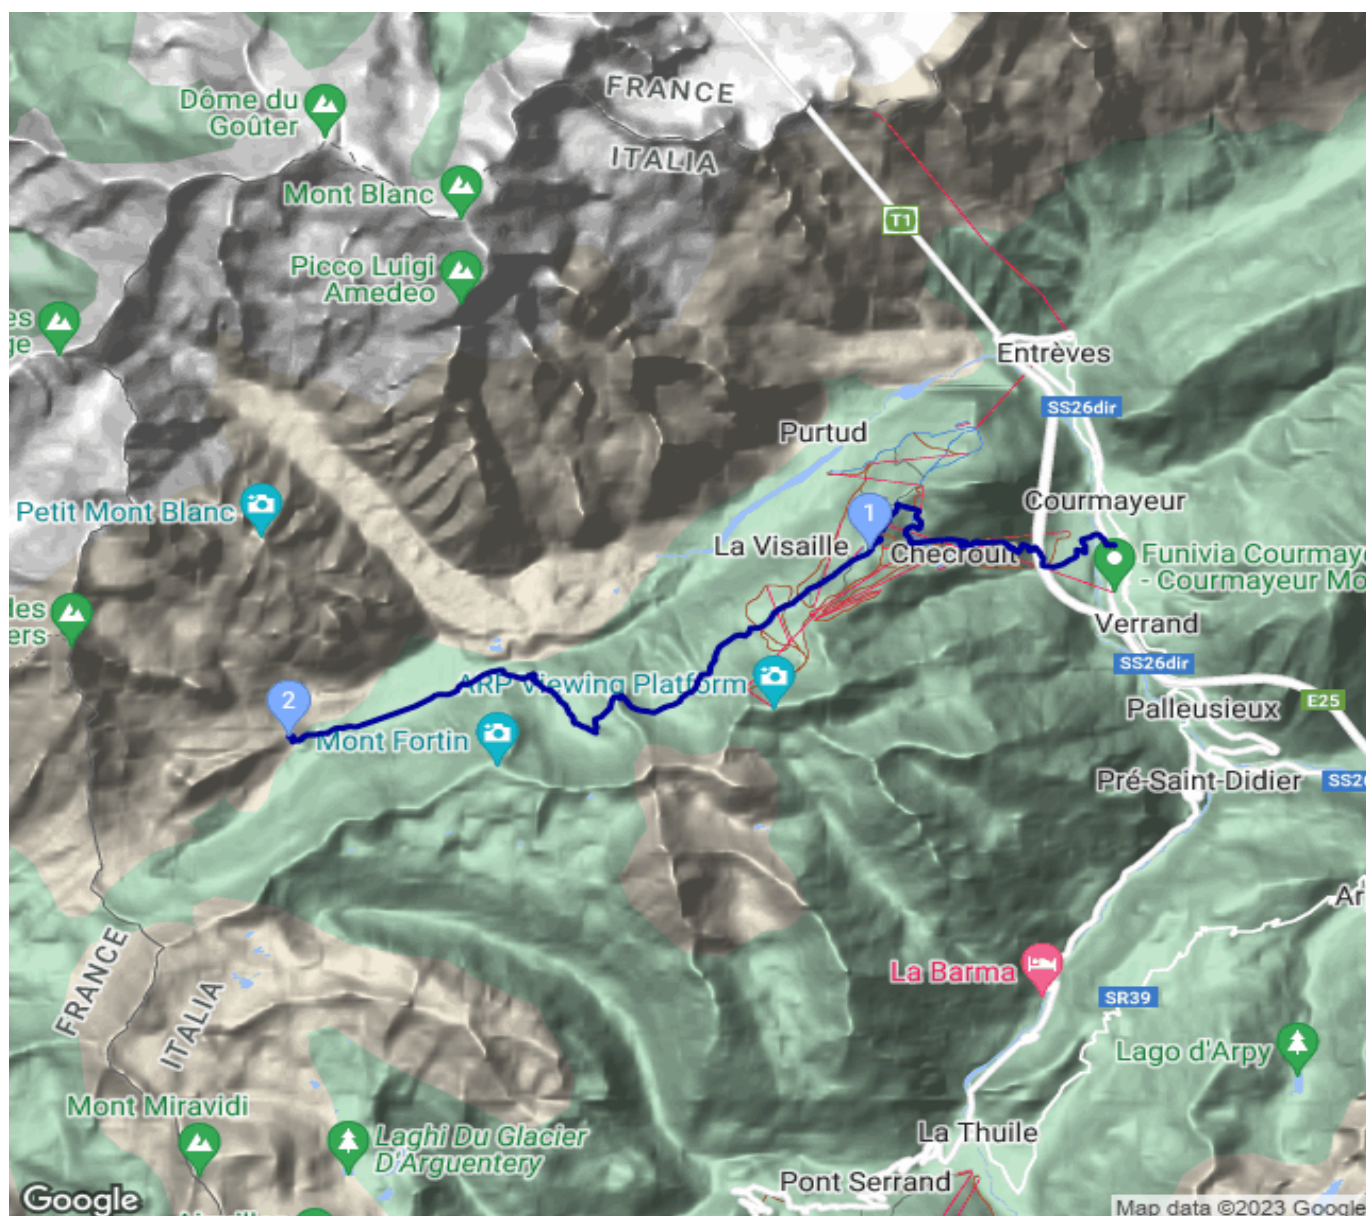 FRANCE
ITALIA
Dôme du
Goûter
Mont Blanc
Picco Luigi
Amedeo
T1
Entrèves
SS26dir
Purtud
Petit Mont Blanc
La Visaille
1
Checrouit
Courmayeur
Funivia Courmaye
- Courmayeur Mo
Verrand
SS26dir
E25
Palleusieux
Pré-Saint-Didier
SS26
ARP Viewing Platform
2
Mont Fortin
FRANCE
ITALIA
La Barma
SR39
Ar
Lago d'Arpy
Mont Miravidi
Laghi Du Glacier
D'Arguentery
La Thuile
Pont Serrand
Google
Map data ©2023 Google